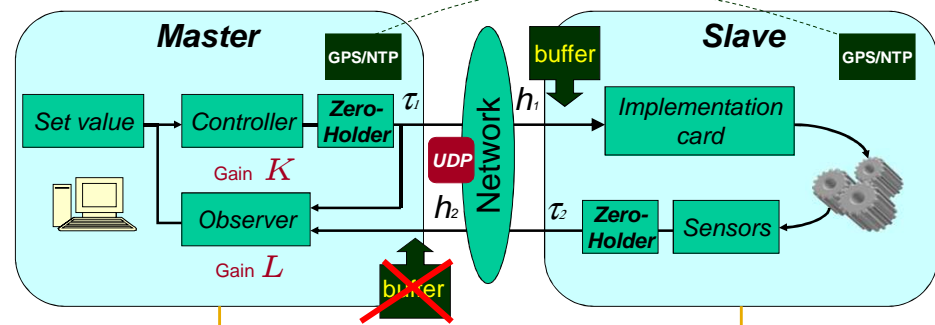 Master
Slave
GPS/NTP
buffer
GPS/NTP
Set value
Controller
Zero-
Holder
τ1
h1
Implementation
card
Gain K
UDP
Network
Observer
h2
τ2
Zero-
Holder
Sensors
Gain L
buffer